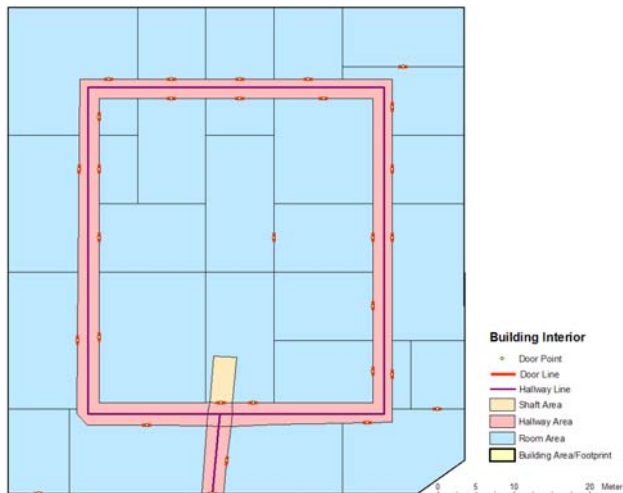 Building Interior
Door Point
Door Line
Hallway Line
Shaft Area
Hallway Area
Room Area
Building Area/Footprint
0 5 10 20 Meter